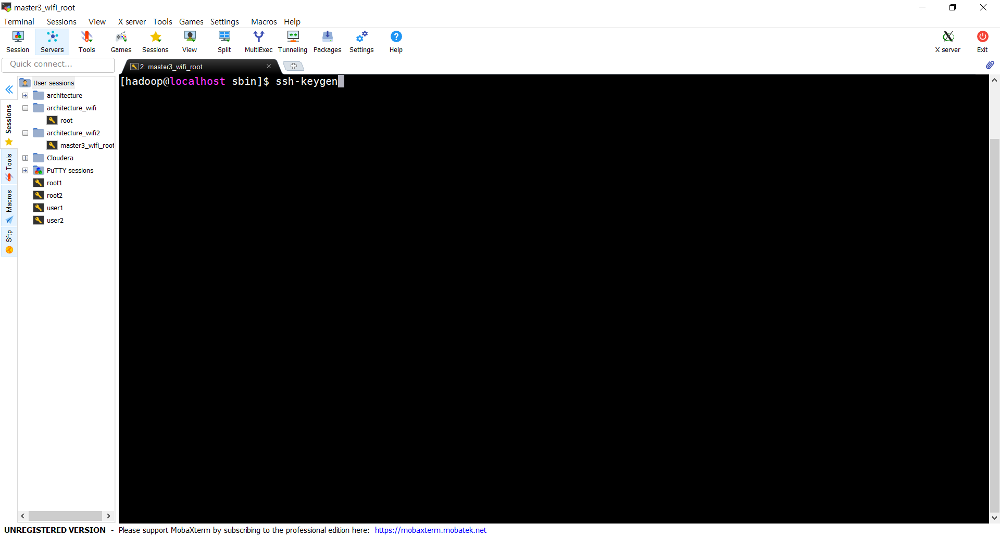 master3_wifi_root
Terminal Sessions View X server Tools Games Settings Macros Help
Session Servers Tools Games Sessions View Split MultiExec Tunneling Packages Settings Help X server Exit
Quick connect...
2. master3_wifi_root
[hadoop@localhost sbin]$ ssh-keygen
Sessions
Tools
Macros
Sftp
User sessions
architecture
architecture_wifi
root
architecture_wifi2
master3_wifi_root
Cloudera
PuTTY sessions
root1
root2
user1
user2
UNREGISTERED VERSION - Please support MobaXterm by subscribing to the professional edition here: https://mobaxterm.mobatek.net